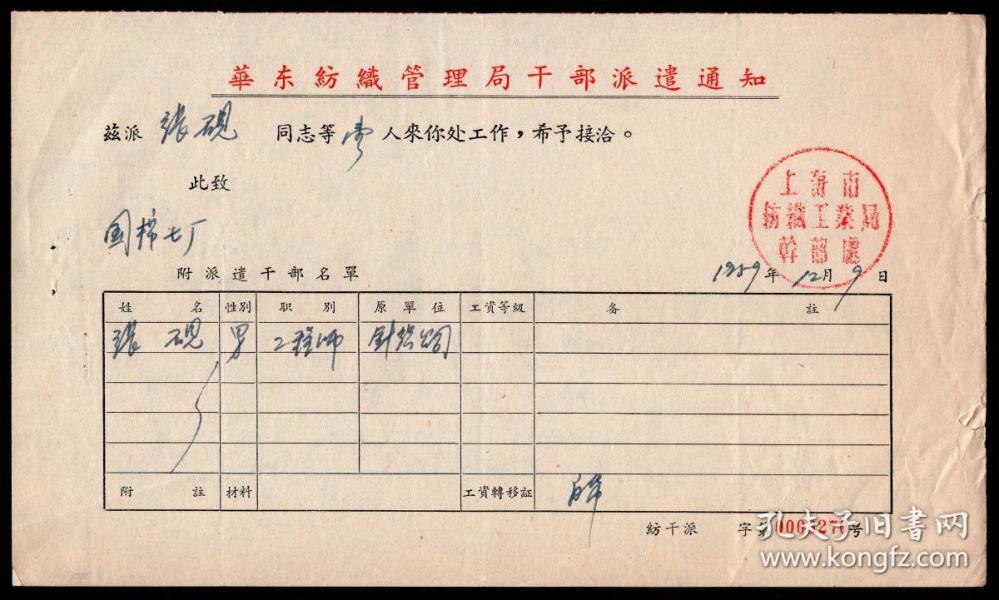 華东紡織管理局干部派遣通知
兹派 張硯 同志等 壹 人來你处工作，希予接洽。
此致
国棉七厂
上海市
紡織工業局
幹部處
附派遣干部名單
1959年12月9日
姓名 性別 职別 原單位 工資等級 备註
張硯 男 工程师 針织公司
附註 材料 工資轉移証 自帶
紡干派 字第 号
孔夫子旧書网
www.kongfz.com